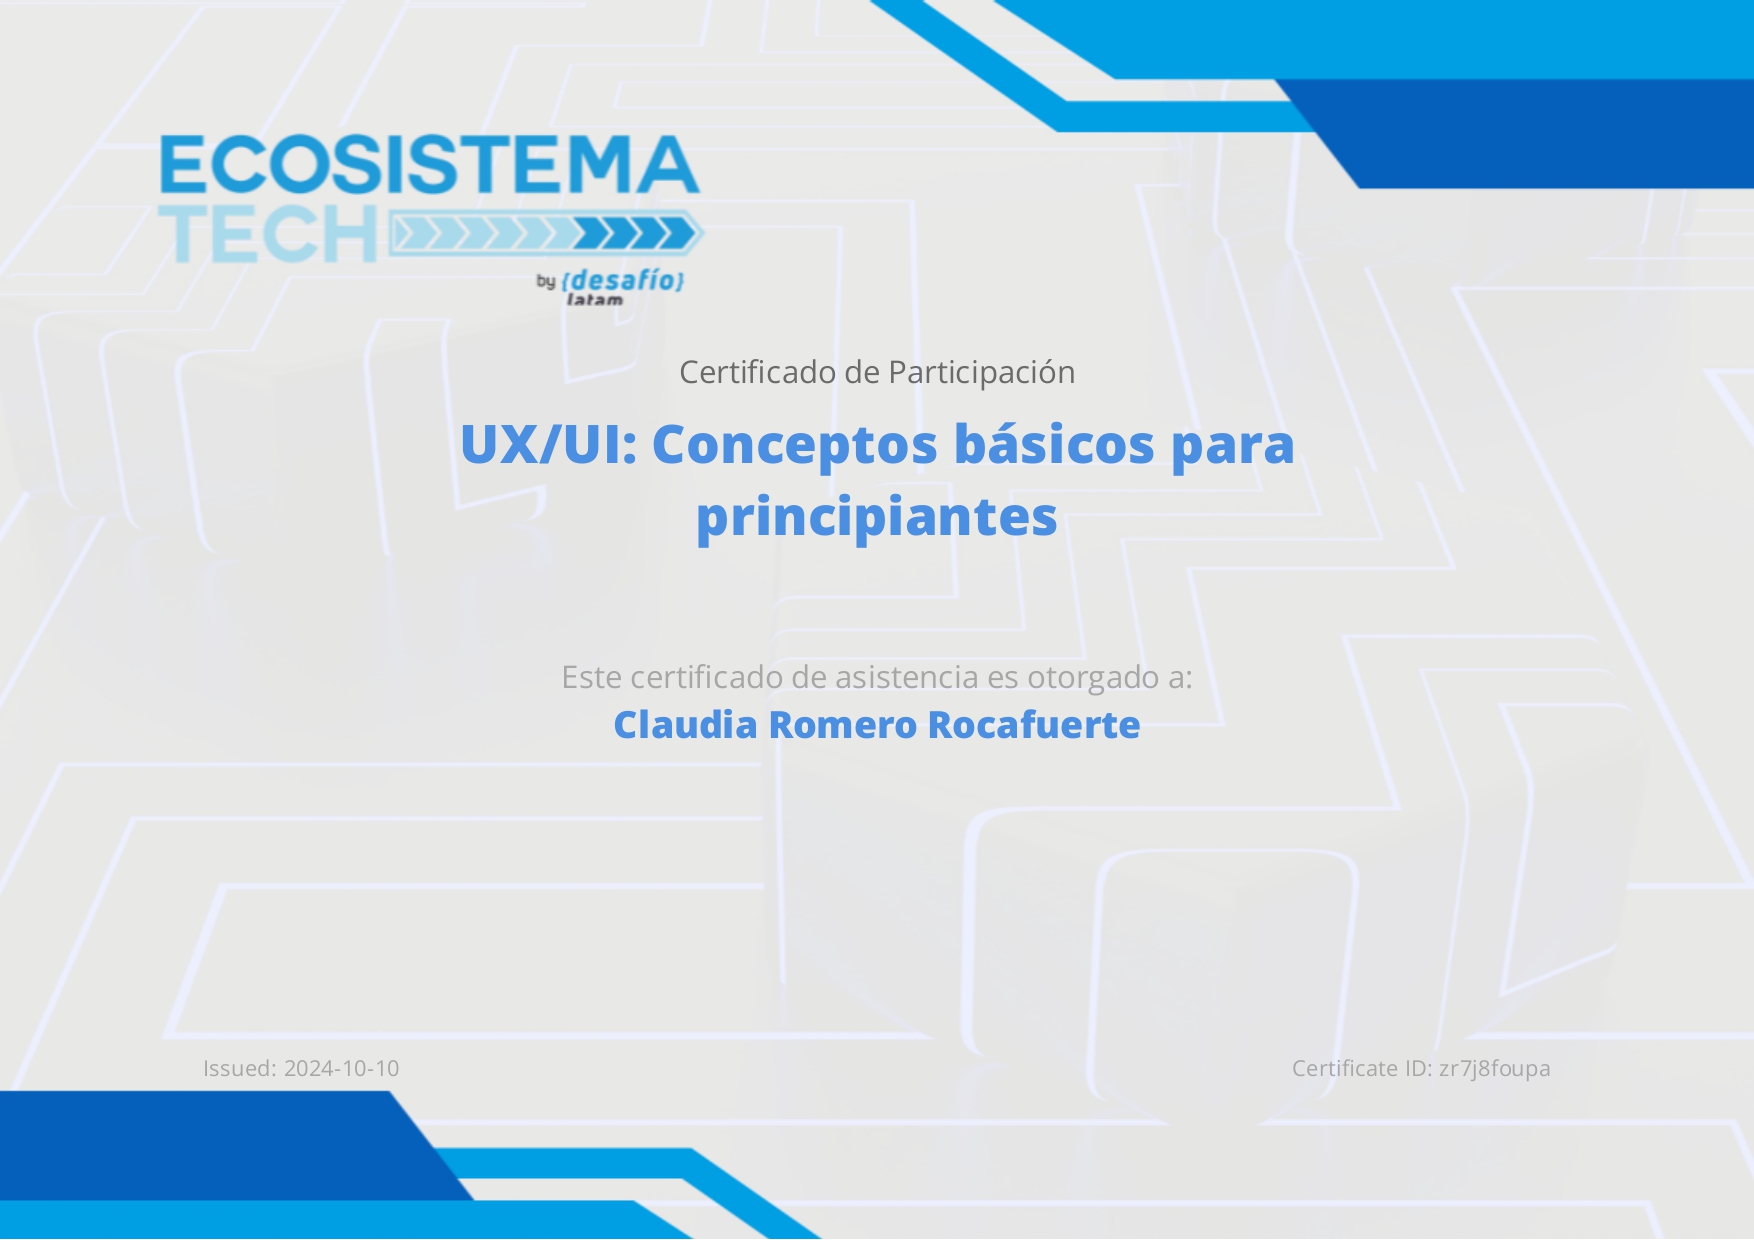 ECOSISTEMA
TECH
by {desafío}
latam
Certificado de Participación
UX/UI: Conceptos básicos para
principiantes
Este certificado de asistencia es otorgado a:
Claudia Romero Rocafuerte
Issued: 2024-10-10
Certificate ID: zr7j8foupa